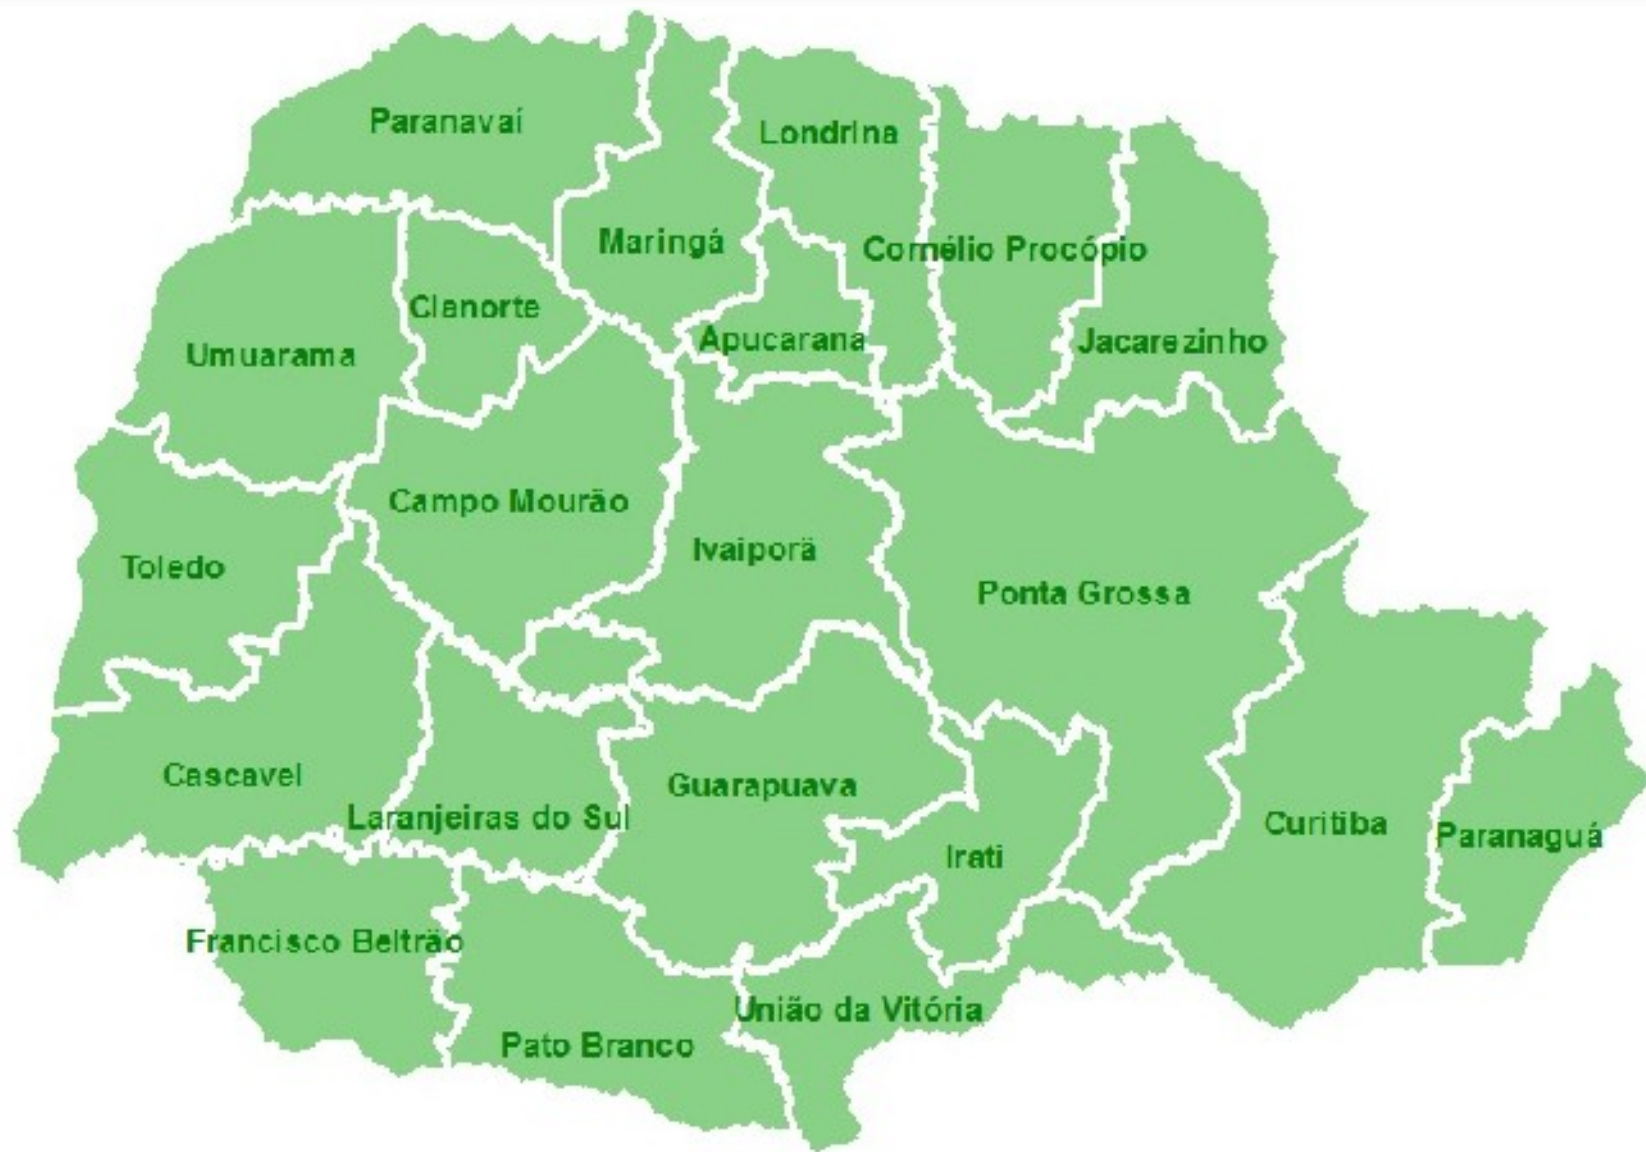 Paranavaí
Londrina
Maringá
Cornélio Procópio
Cianorte
Apucarana
Jacarezinho
Umuarama
Campo Mourão
Ivaiporã
Toledo
Ponta Grossa
Cascavel
Guarapuava
Laranjeiras do Sul
Curitiba
Paranaguá
Irati
Francisco Beltrão
União da Vitória
Pato Branco